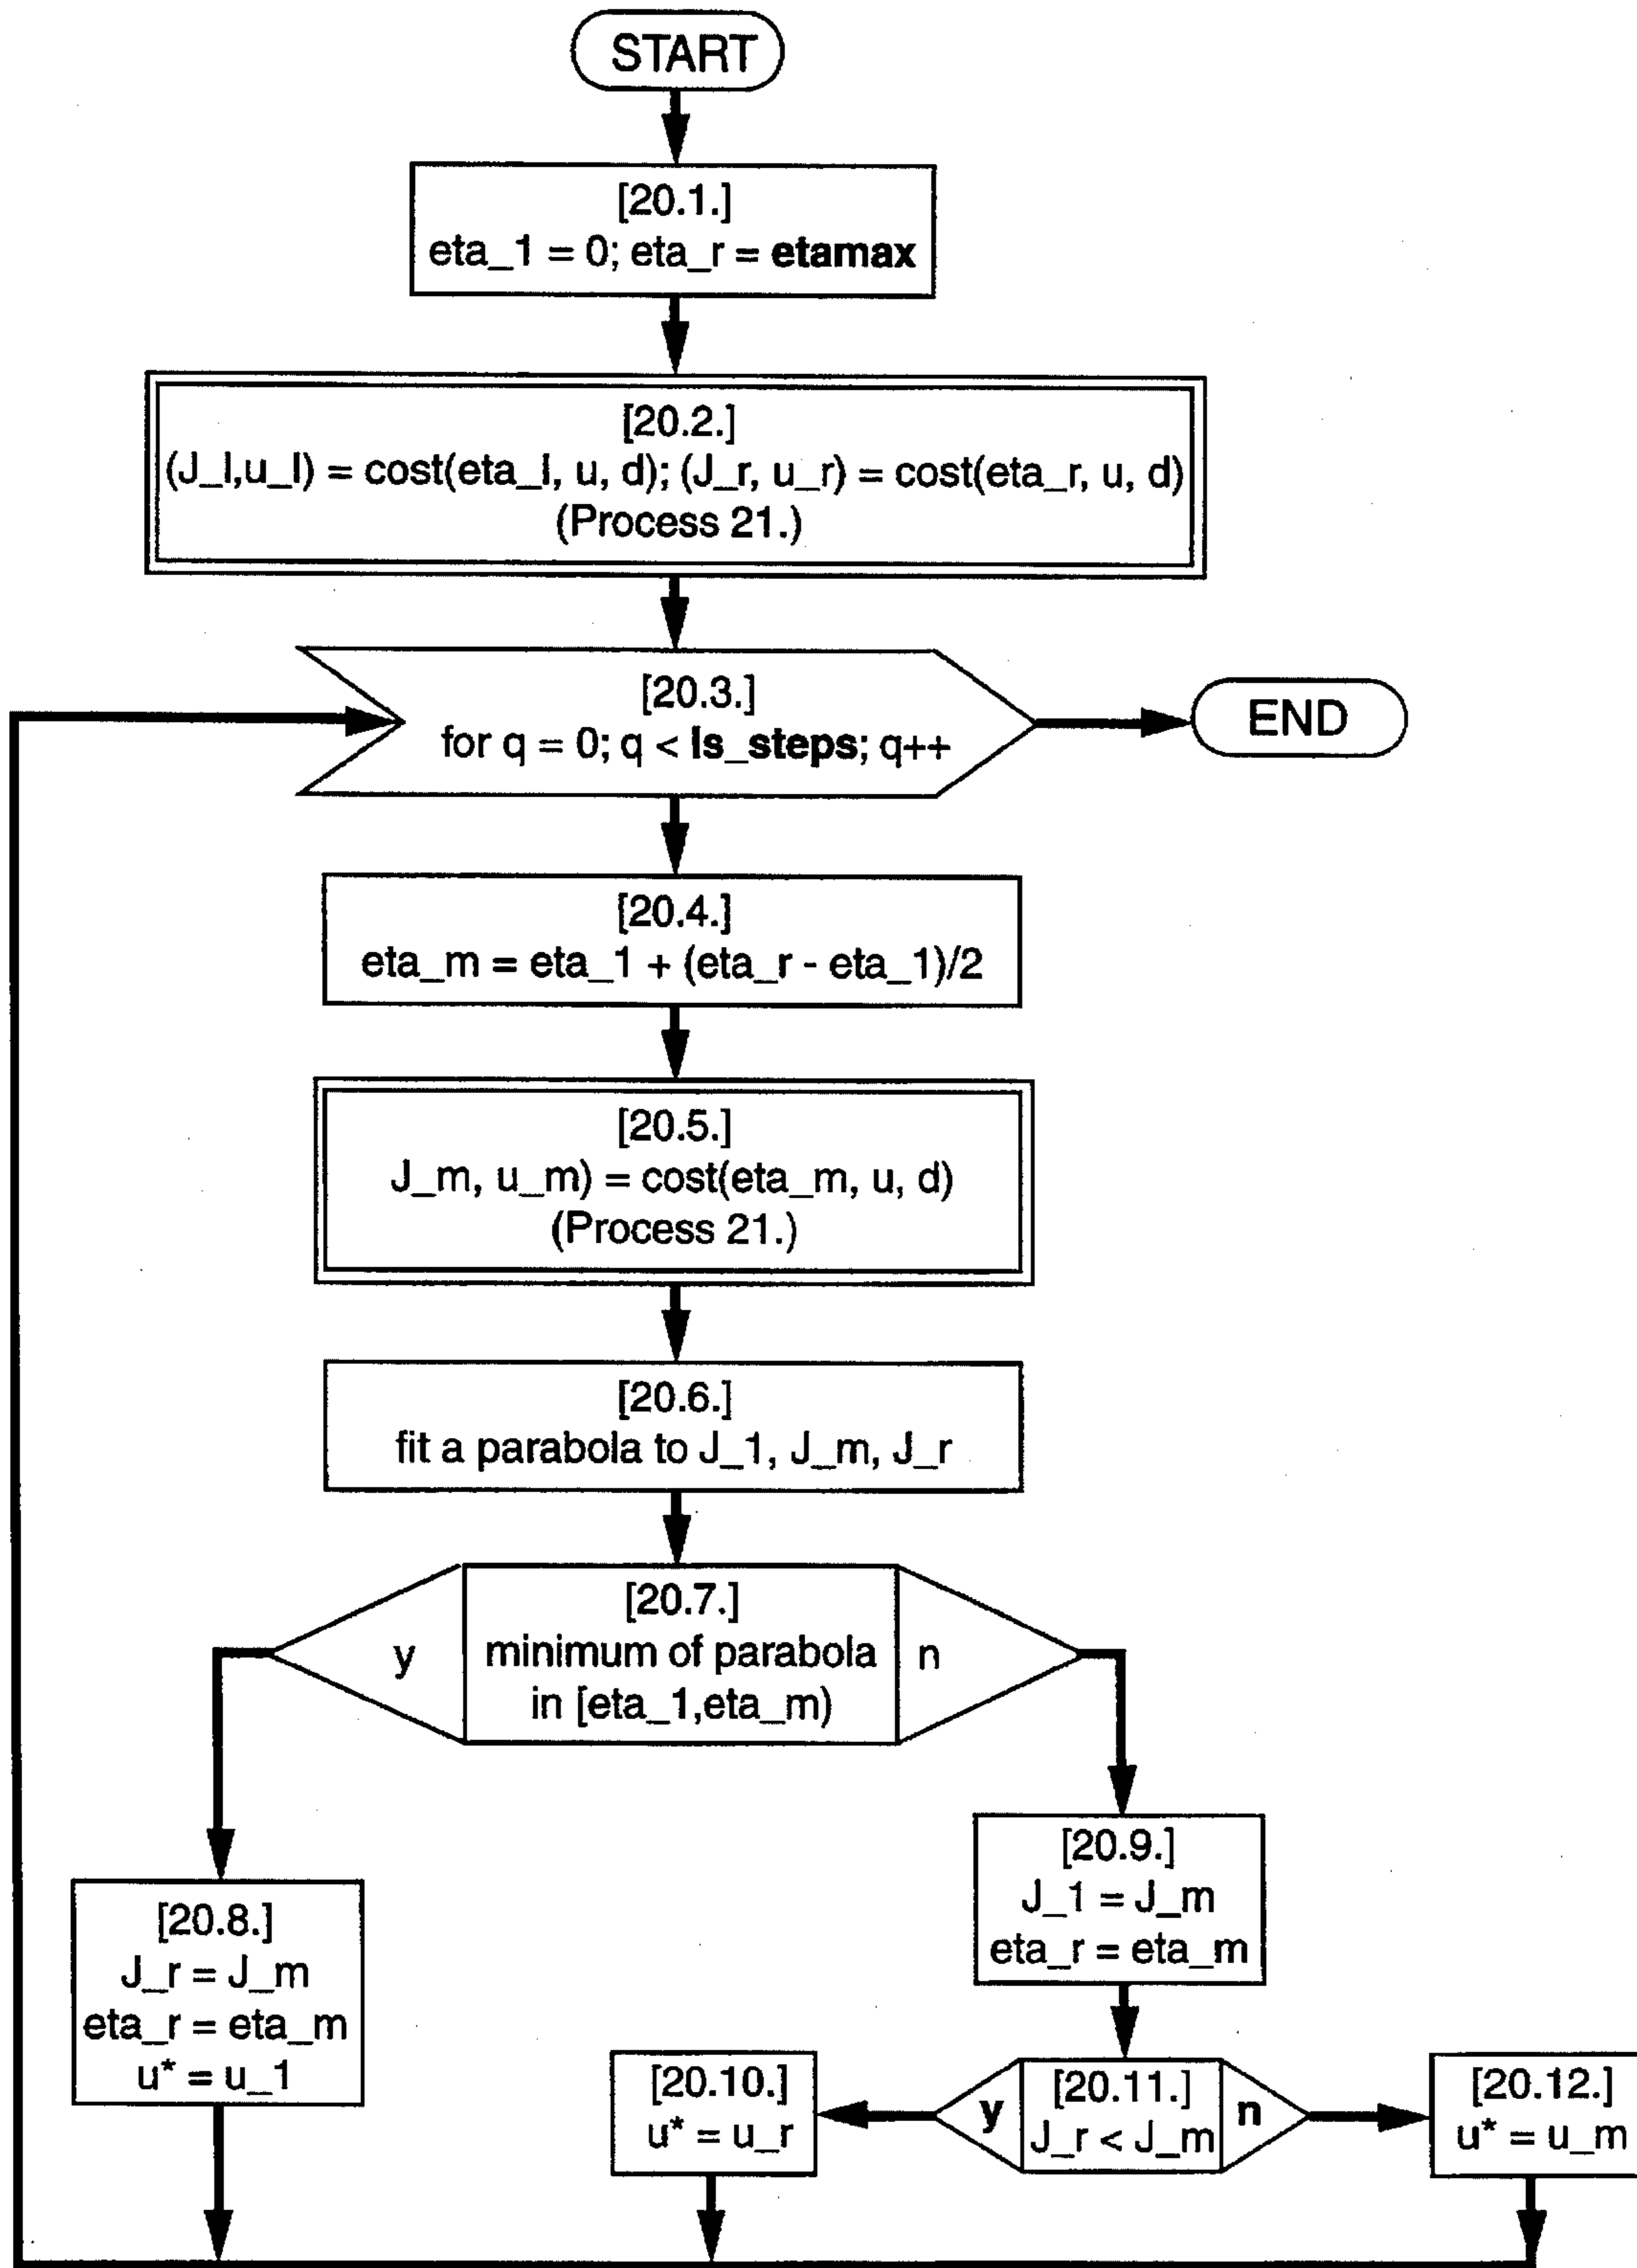 START
[20.1.]
eta_1 = 0; eta_r = etamax
[20.2.]
(J_l,u_l) = cost(eta_l, u, d); (J_r, u_r) = cost(eta_r, u, d)
(Process 21.)
[20.3.]
for q = 0; q < ls_steps; q++
END
[20.4.]
eta_m = eta_1 + (eta_r - eta_1)/2
[20.5.]
J_m, u_m) = cost(eta_m, u, d)
(Process 21.)
[20.6.]
fit a parabola to J_1, J_m, J_r
[20.7.]
y
minimum of parabola
n
in [eta_1,eta_m)
[20.8.]
J_r = J_m
eta_r = eta_m
u* = u_1
[20.9.]
J_1 = J_m
eta_r = eta_m
[20.10.]
u* = u_r
y
[20.11.]
J_r < J_m
n
[20.12.]
u* = u_m